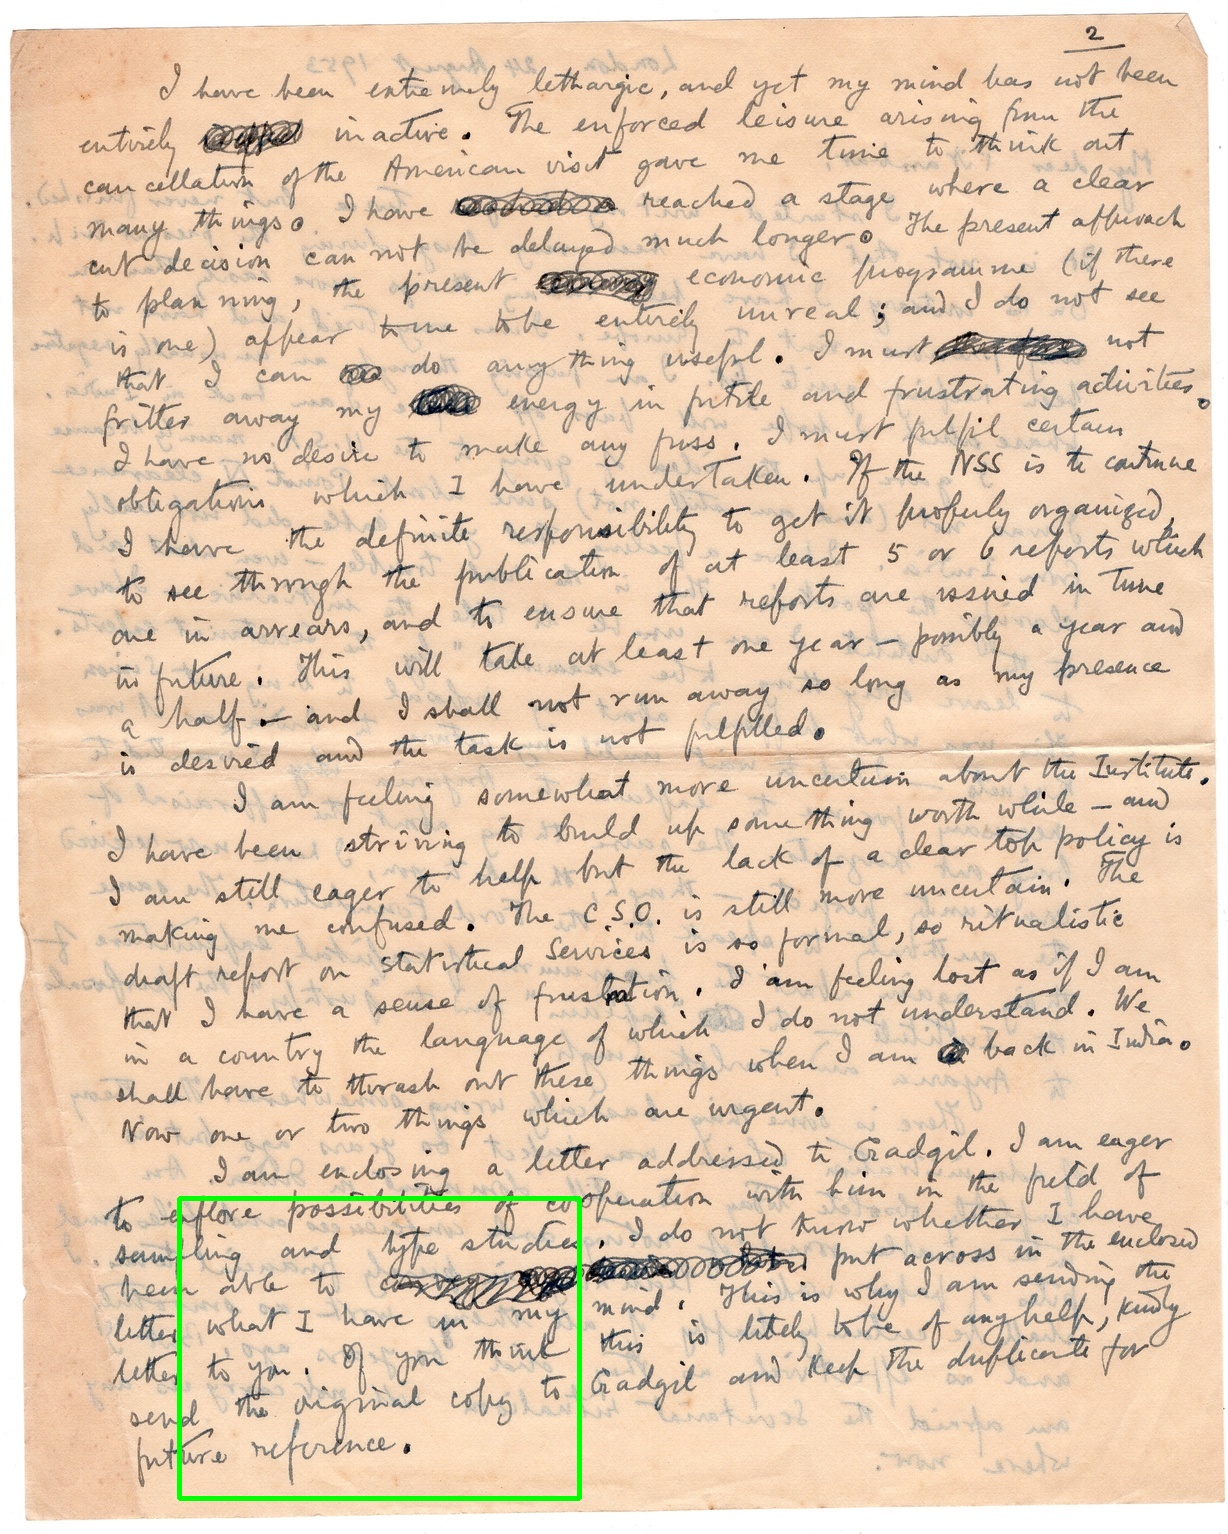 2
I have been extremely lethargic, and yet my mind has not been
entirely inactive. The enforced leisure arising from the
cancellation of the American visit gave me time to think out
many things. I have reached a stage where a clear
cut decision can not be delayed much longer. The present approach
to planning, the present economic programme (if there
is one) appear to me to be entirely unreal; and I do not see
that I can do anything useful. I must not
fritter away my energy in futile and frustrating activities.
I have no desire to make any fuss. I must fulfil certain
obligations which I have undertaken. If the NSS is to continue
I have the definite responsibility to get it properly organized,
to see through the publication of at least 5 or 6 reports which
are in arrears, and to ensure that reports are issued in time
in future. This will take at least one year – possibly a year and
a half – and I shall not run away so long as my presence
is desired and the task is not fulfilled.
I am feeling somewhat more uncertain about the Institute.
I have been striving to build up something worth while – and
I am still eager to help but the lack of a clear top policy is
making me confused. The C.S.O. is still more uncertain. The
draft report on Statistical Services is so formal, so ritualistic
that I have a sense of frustration. I am feeling lost as if I am
in a country the language of which I do not understand. We
shall have to thrash out these things when I am back in India.
Now one or two things which are urgent.
I am enclosing a letter addressed to Gadgil. I am eager
to explore possibilities of cooperation with him in the field of
sampling and type studies. I do not know whether I have
been able to put across in the enclosed
letter what I have in my mind. This is why I am sending the
letter to you. If you think this is likely to be of any help, kindly
send the original copy to Gadgil and keep the duplicate for
future reference.